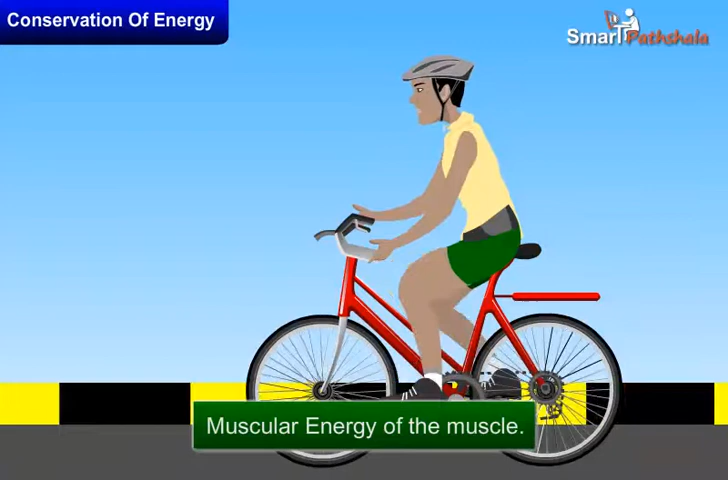 Conservation Of Energy
SmartPathshala
Muscular Energy of the muscle.